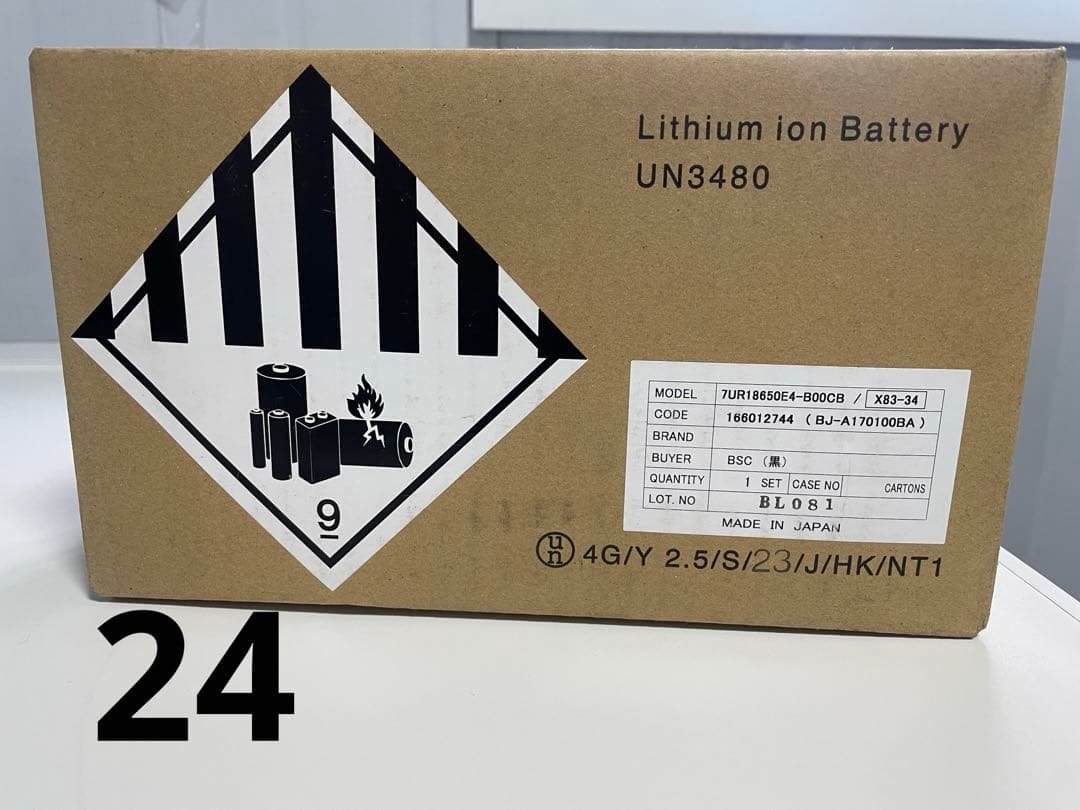 Lithium ion Battery
UN3480
9
MODEL 7UR18650E4-B00CB / X83-34
CODE 166012744 ( BJ-A170100BA )
BRAND
BUYER BSC (黒)
QUANTITY 1 SET CASE NO CARTONS
LOT. NO BL081
MADE IN JAPAN
un 4G/Y 2.5/S/23/J/HK/NT1
24